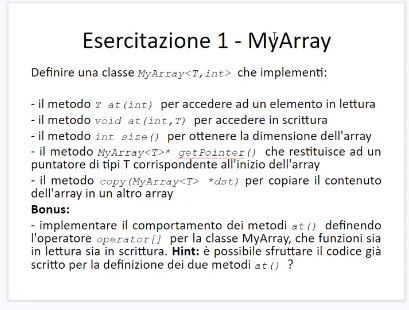 Esercitazione 1 - MyArray
Definire una classe MyArray<T,int> che implementi:
- il metodo T at(int) per accedere ad un elemento in lettura
- il metodo void at(int,T) per accedere in scrittura
- il metodo int size() per ottenere la dimensione dell'array
- il metodo MyArray<T>* getPointer() che restituisce ad un
puntatore di tipi T corrispondente all'inizio dell'array
- il metodo copy(MyArray<T> *dst) per copiare il contenuto
dell'array in un altro array
Bonus:
- implementare il comportamento dei metodi at() definendo
l'operatore operator[] per la classe MyArray, che funzioni sia
in lettura sia in scrittura. Hint: è possibile sfruttare il codice già
scritto per la definizione dei due metodi at() ?